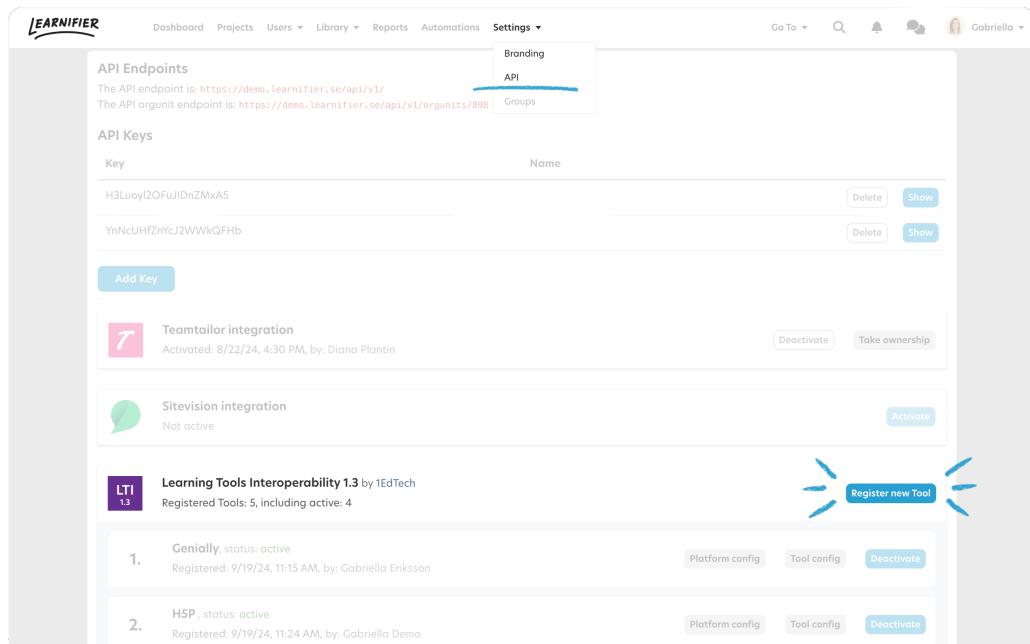 LEARNIFIER
Dashboard Projects Users Library Reports Automations Settings Go To Gabriella
Branding
API
Groups
API Endpoints
The API endpoint is: https://demo.learnifier.se/api/v1/
The API orgunit endpoint is: https://demo.learnifier.se/api/v1/orgunits/898
API Keys
Key Name
H3Luoyl2OFuJIDnZMxA5 Delete Show
YnNcUHfZnYcJ2WWkQFHb Delete Show
Add Key
Teamtailor integration
Activated: 8/22/24, 4:30 PM, by: Diana Plantin Deactivate Take ownership
Sitevision integration
Not active Activate
LTI
1.3
Learning Tools Interoperability 1.3 by 1EdTech
Registered Tools: 5, including active: 4
Register new Tool
1. Genially, status: active
Registered: 9/19/24, 11:15 AM, by: Gabriella Eriksson
Platform config Tool config Deactivate
2. H5P , status: active
Registered: 9/19/24, 11:24 AM, by: Gabriella Demo
Platform config Tool config Deactivate